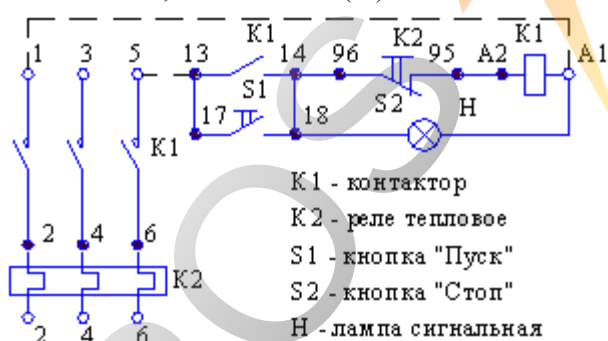 K1
K2
K1
1 3 5 13 14 96 95 A2 A1
S1
S2
H
17 18
K1
K1 - контактор
2 4 6
K2 - реле тепловое
S1 - кнопка "Пуск"
K2
S2 - кнопка "Стоп"
2 4 6
H - лампа сигнальная